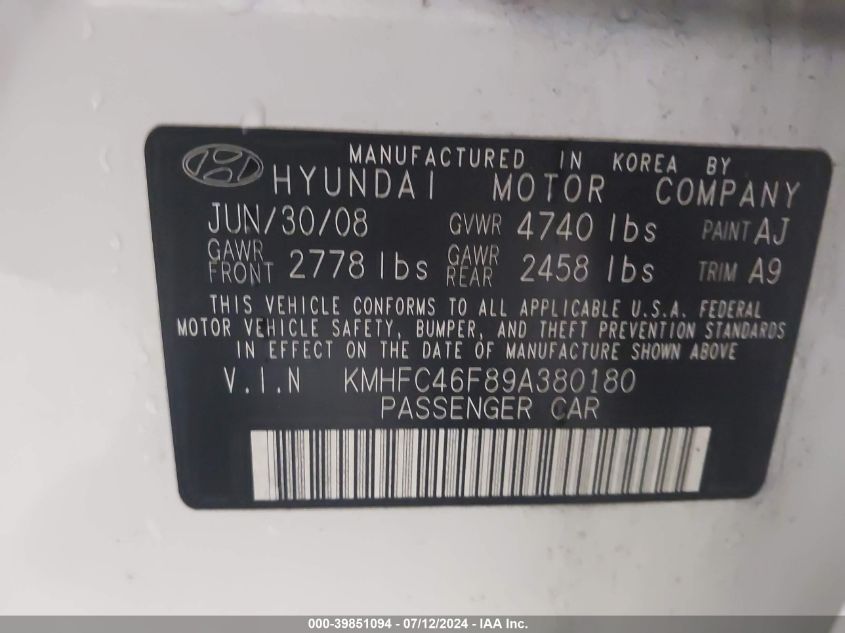 MANUFACTURED IN KOREA BY
HYUNDAI MOTOR COMPANY
JUN/30/08 GVWR 4740 lbs PAINT AJ
GAWR FRONT 2778 lbs GAWR REAR 2458 lbs TRIM A9
THIS VEHICLE CONFORMS TO ALL APPLICABLE U.S.A. FEDERAL
MOTOR VEHICLE SAFETY, BUMPER, AND THEFT PREVENTION STANDARDS
IN EFFECT ON THE DATE OF MANUFACTURE SHOWN ABOVE
V.I.N KMHFC46F89A380180
PASSENGER CAR
000-39851094 - 07/12/2024 - IAA Inc.